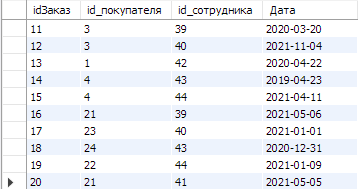 idЗаказ id_покупателя id_сотрудника Дата
11 3 39 2020-03-20
12 3 40 2021-11-04
13 1 42 2020-04-22
14 4 43 2019-04-23
15 4 44 2021-04-11
16 21 39 2021-05-06
17 23 40 2021-01-01
18 24 43 2020-12-31
19 22 44 2021-01-09
20 21 41 2021-05-05